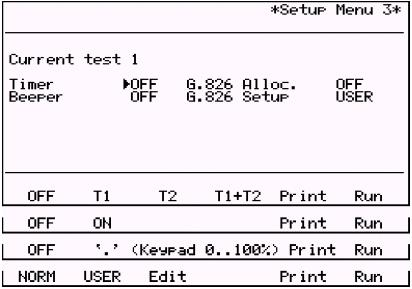 *Setup Menu 3*
Current test 1
Timer ▶OFF G.826 Alloc. OFF
Beeper OFF G.826 Setup USER
OFF T1 T2 T1+T2 Print Run
OFF ON Print Run
OFF '.' (Keypad 0..100%) Print Run
NORM USER Edit Print Run